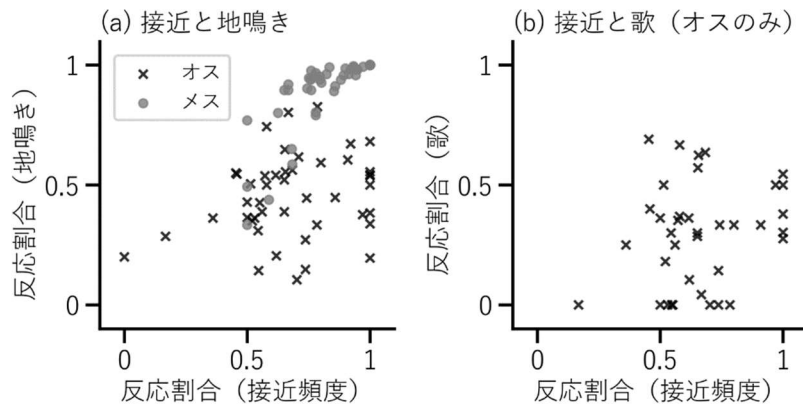 (a) 接近と地鳴き
反応割合（地鳴き）
1
0.5
0
オス
メス
0
0.5
1
反応割合（接近頻度）
(b) 接近と歌（オスのみ）
反応割合（歌）
1
0.5
0
0
0.5
1
反応割合（接近頻度）